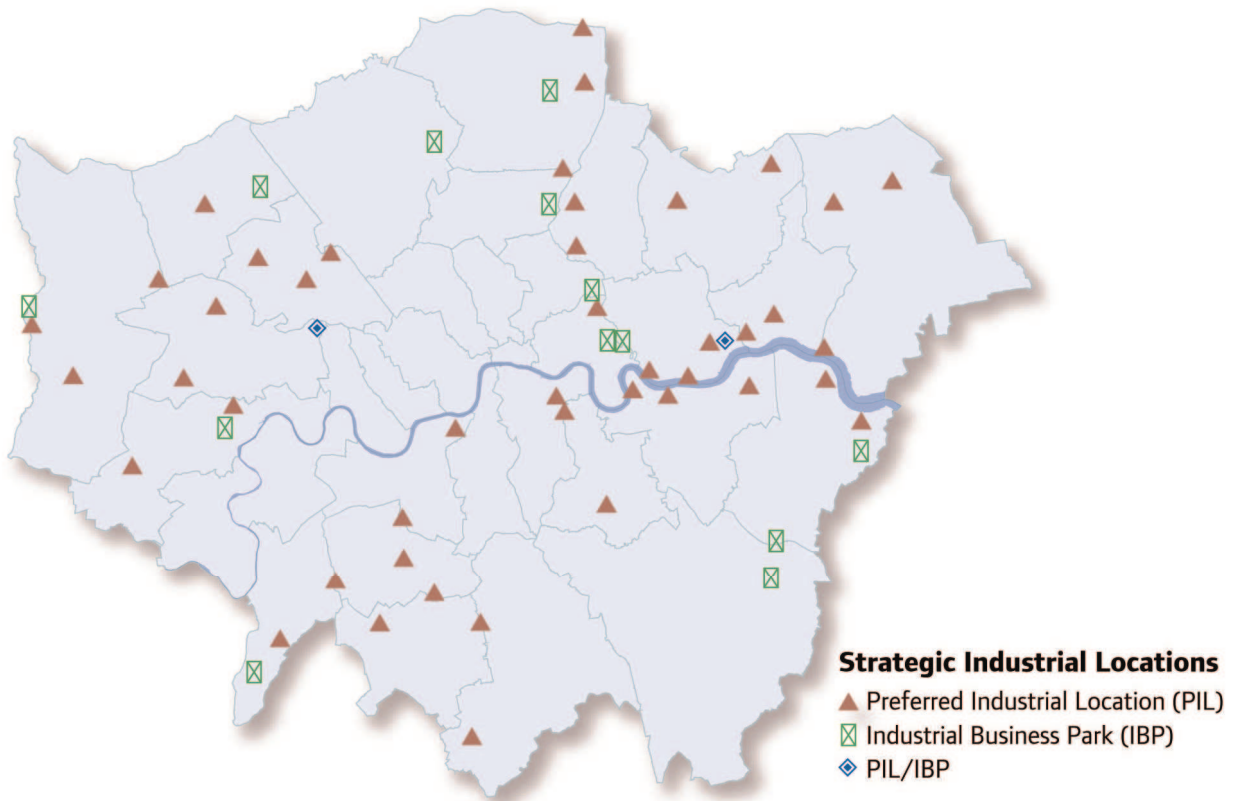 Strategic Industrial Locations
Preferred Industrial Location (PIL)
Industrial Business Park (IBP)
PIL/IBP